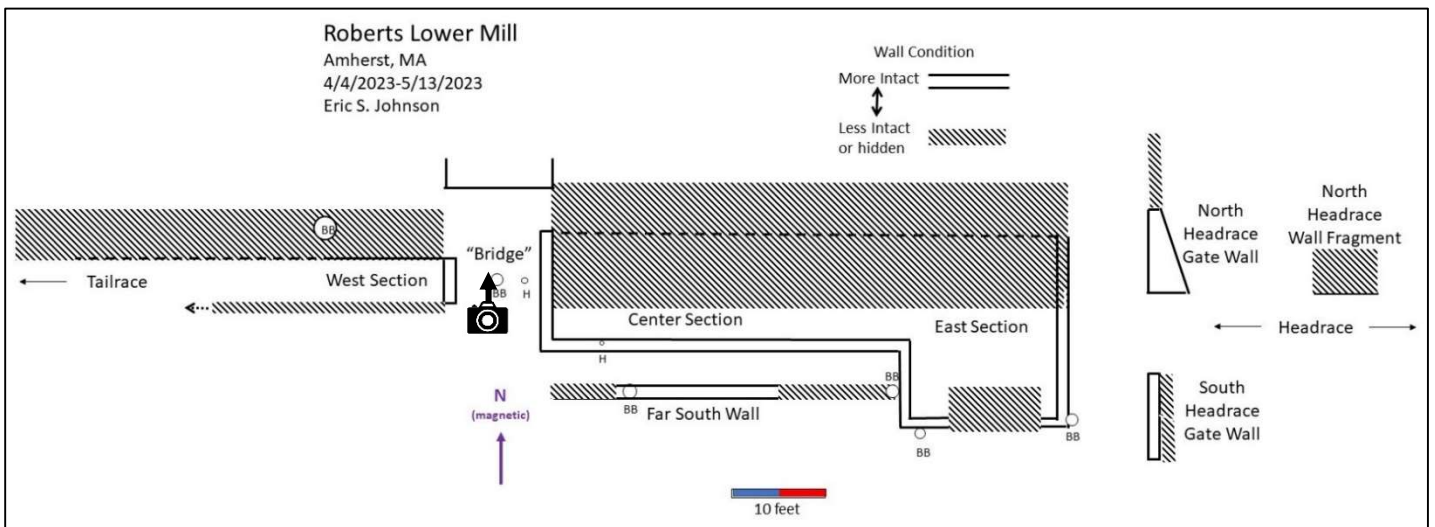 Roberts Lower Mill
Amherst, MA
4/4/2023-5/13/2023
Eric S. Johnson
Wall Condition
More Intact
Less Intact
or hidden
BB
Tailrace
West Section
“Bridge”
BB
H
Center Section
East Section
North
Headrace
Gate Wall
North
Headrace
Wall Fragment
Headrace
H
BB
BB
Far South Wall
BB
BB
South
Headrace
Gate Wall
N
(magnetic)
10 feet